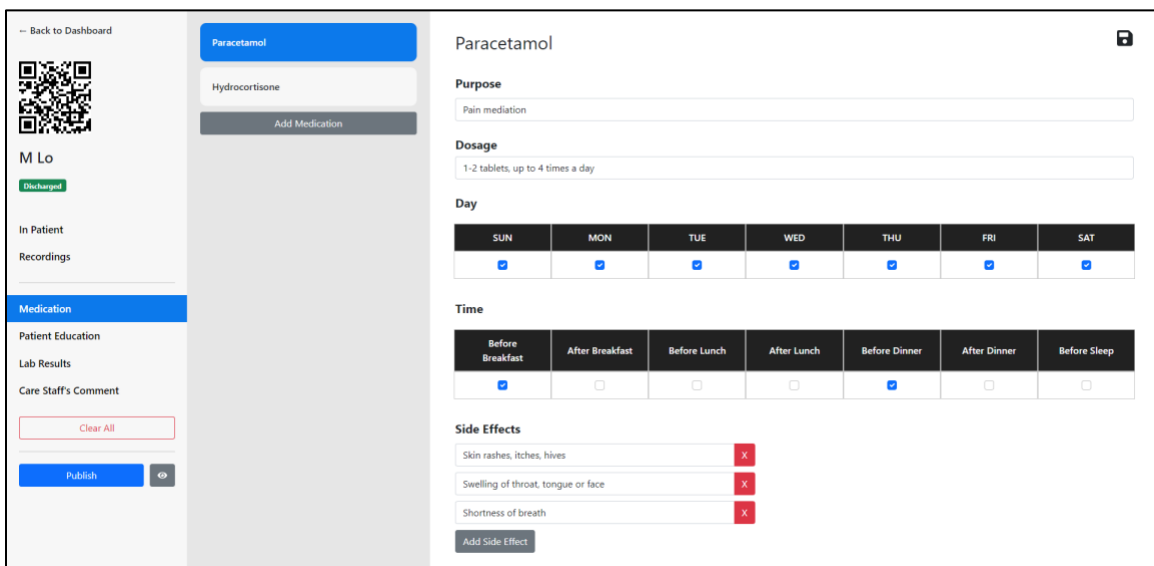 ← Back to Dashboard
M Lo
Discharged
In Patient
Recordings
Medication
Patient Education
Lab Results
Care Staff's Comment
Clear All
Publish
Paracetamol
Hydrocortisone
Add Medication
Paracetamol
Purpose
Pain mediation
Dosage
1-2 tablets, up to 4 times a day
Day
SUN MON TUE WED THU FRI SAT
Time
Before
Breakfast After Breakfast Before Lunch After Lunch Before Dinner After Dinner Before Sleep
Side Effects
Skin rashes, itches, hives X
Swelling of throat, tongue or face X
Shortness of breath X
Add Side Effect